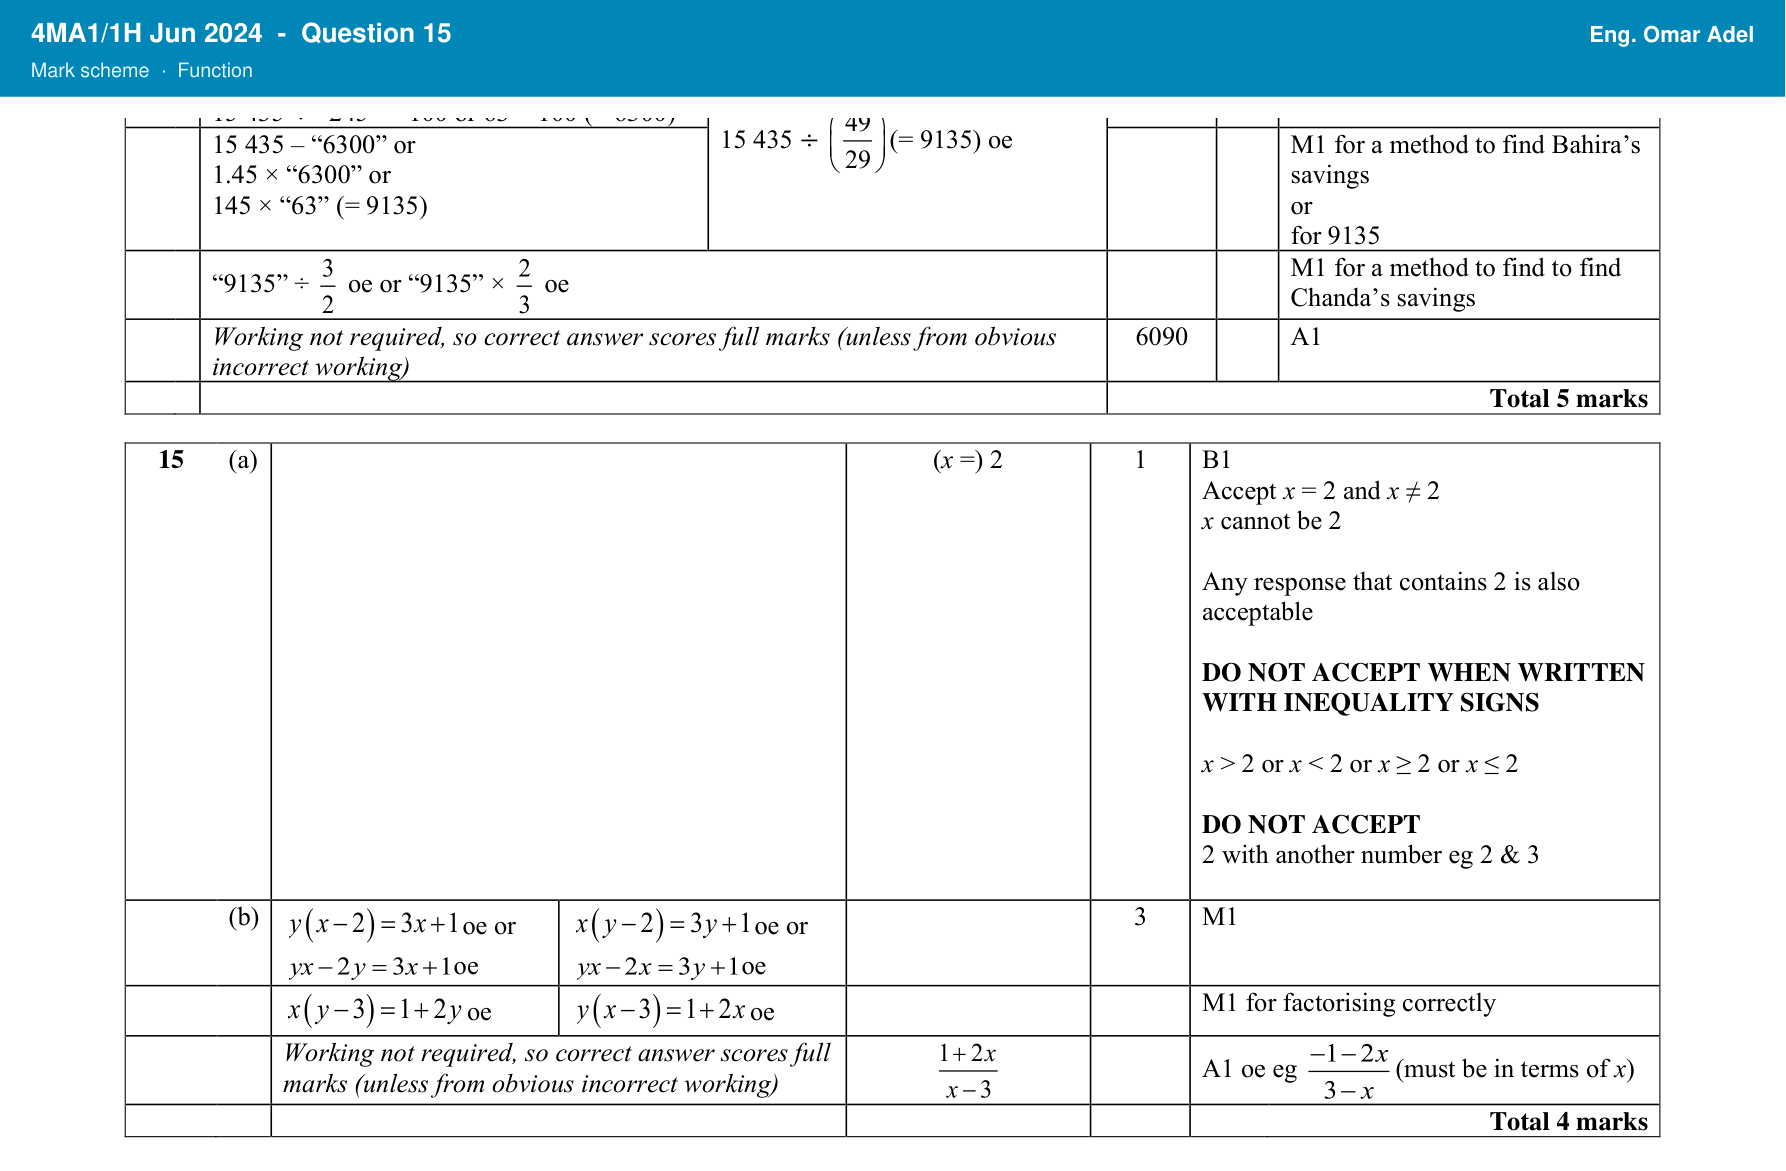 4MA1/1H Jun 2024 - Question 15
Eng. Omar Adel
Mark scheme · Function
15 435 – “6300” or
1.45 × “6300” or
145 × “63” (= 9135)
15 435 ÷ (49/29) (= 9135) oe
M1 for a method to find Bahira’s
savings
or
for 9135
“9135” ÷ 3/2 oe or “9135” × 2/3 oe
M1 for a method to find to find
Chanda’s savings
Working not required, so correct answer scores full marks (unless from obvious
incorrect working)
6090
A1
Total 5 marks
15 (a)
(x =) 2
1
B1
Accept x = 2 and x ≠ 2
x cannot be 2
Any response that contains 2 is also
acceptable
DO NOT ACCEPT WHEN WRITTEN
WITH INEQUALITY SIGNS
x > 2 or x < 2 or x ≥ 2 or x ≤ 2
DO NOT ACCEPT
2 with another number eg 2 & 3
(b)
y(x−2)=3x+1 oe or
yx−2y=3x+1 oe
x(y−2)=3y+1 oe or
yx−2x=3y+1 oe
3
M1
x(y−3)=1+2y oe
y(x−3)=1+2x oe
M1 for factorising correctly
Working not required, so correct answer scores full
marks (unless from obvious incorrect working)
(1+2x)/(x−3)
A1 oe eg (−1−2x)/(3−x) (must be in terms of x)
Total 4 marks